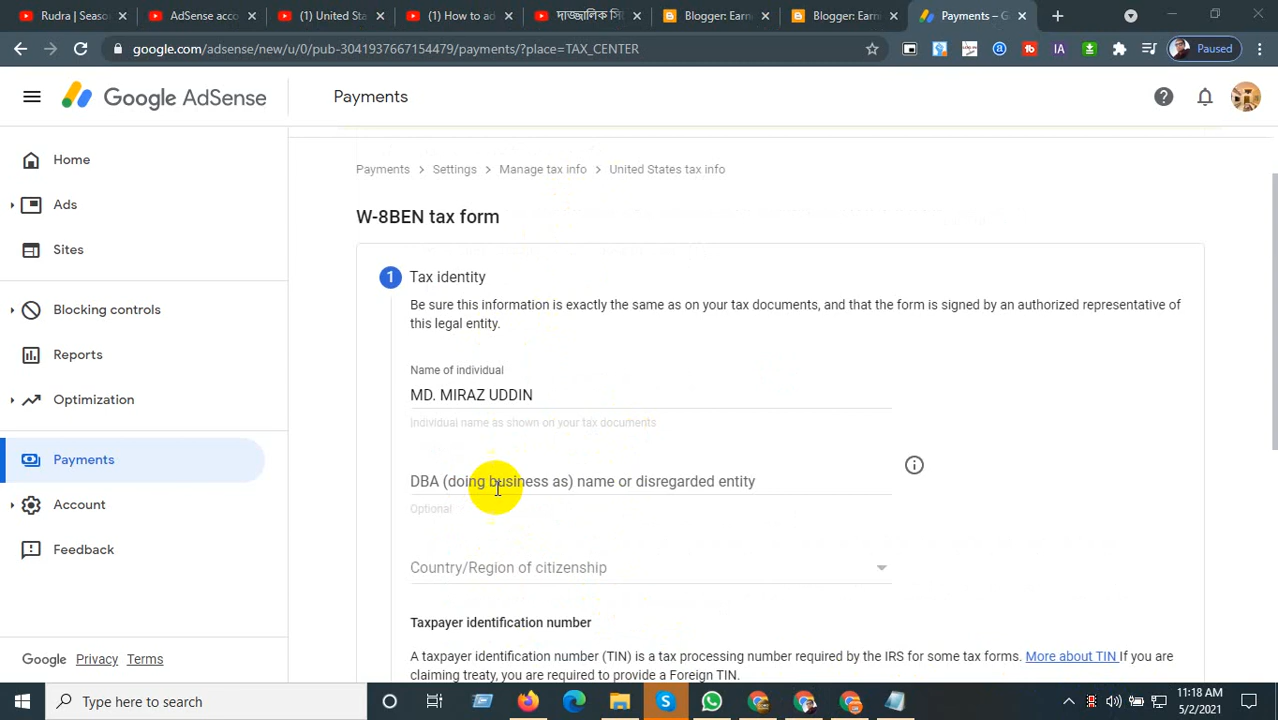 Rudra | Seaso
AdSense acco
(1) United Sta
(1) How to ad
দাজ্জালিক সি
Blogger: Earni
Blogger: Earni
Payments – G
google.com/adsense/new/u/0/pub-3041937667154479/payments/?place=TAX_CENTER
IA
Paused
Google AdSense
Payments
Home
Ads
Sites
Blocking controls
Reports
Optimization
Payments
Account
Feedback
Google Privacy Terms
Payments > Settings > Manage tax info > United States tax info
W-8BEN tax form
1 Tax identity
Be sure this information is exactly the same as on your tax documents, and that the form is signed by an authorized representative of
this legal entity.
Name of individual
MD. MIRAZ UDDIN
Individual name as shown on your tax documents
DBA (doing business as) name or disregarded entity
Optional
Country/Region of citizenship
Taxpayer identification number
A taxpayer identification number (TIN) is a tax processing number required by the IRS for some tax forms. More about TIN If you are
claiming treaty, you are required to provide a Foreign TIN.
Type here to search
11:18 AM
5/2/2021